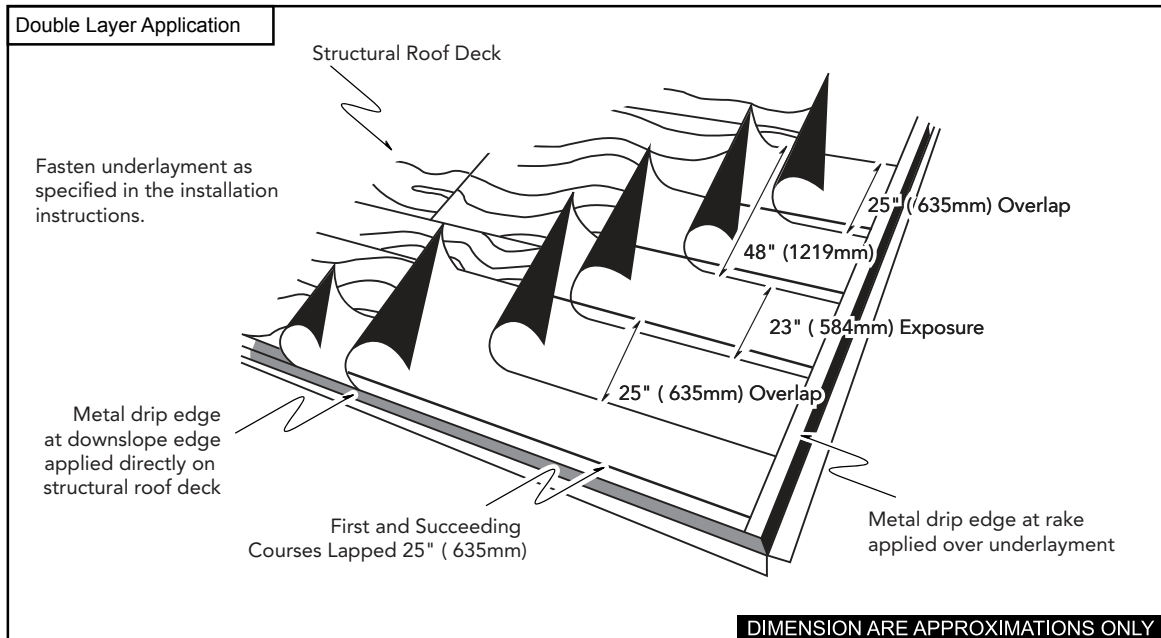 Double Layer Application
Structural Roof Deck
Fasten underlayment as
specified in the installation
instructions.
25" ( 635mm) Overlap
48" (1219mm)
23" ( 584mm) Exposure
25" ( 635mm) Overlap
Metal drip edge
at downslope edge
applied directly on
structural roof deck
First and Succeeding
Courses Lapped 25" ( 635mm)
Metal drip edge at rake
applied over underlayment
DIMENSION ARE APPROXIMATIONS ONLY